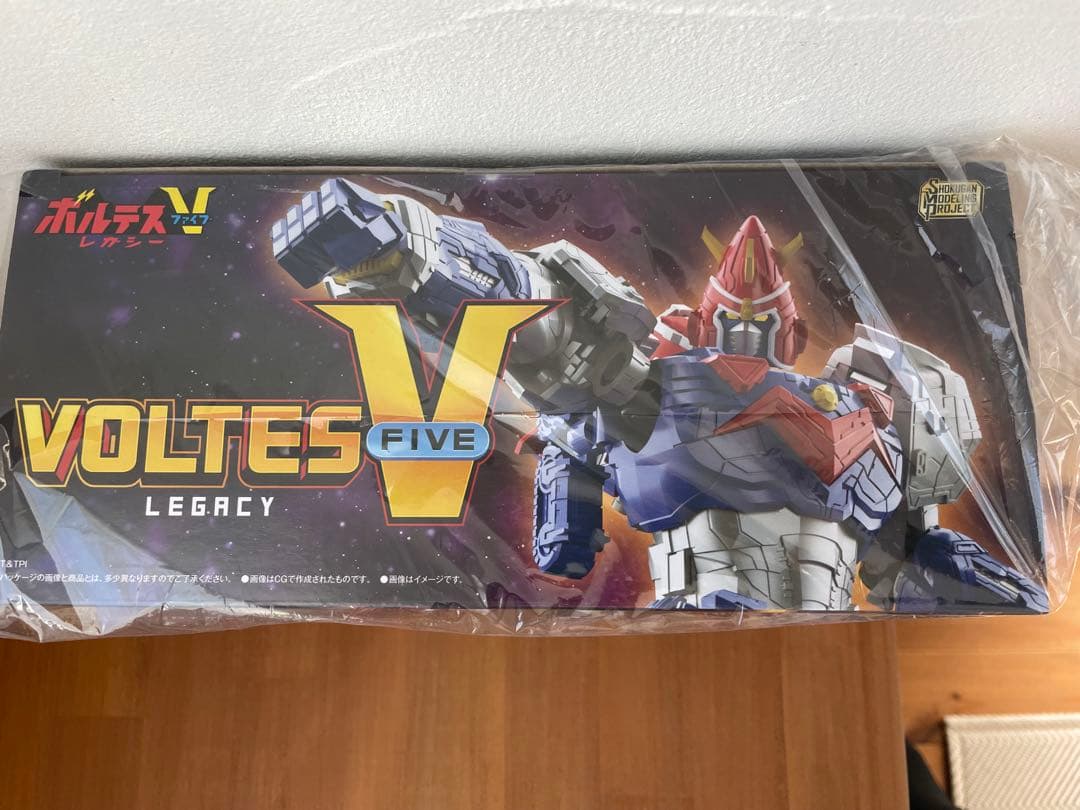 ボルテスV
ファイブ
レガシー
SHOKUGAN
MODELING
PROJECT
VOLTES V
FIVE
LEGACY
T&TPI
パッケージの画像と商品とは、多少異なりますのでご了承ください。 ●画像はCGで作成されたものです。 ●画像はイメージです。